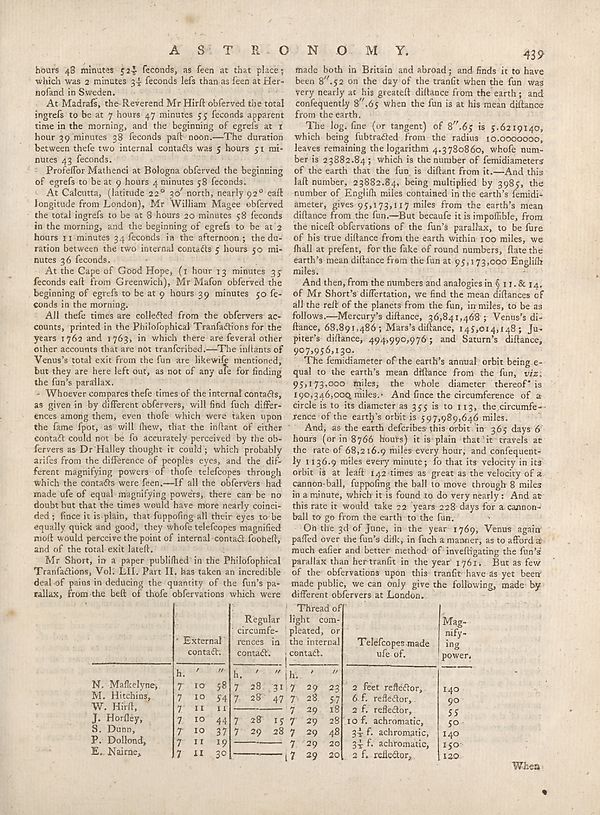 A S T R O N O M Y. 439
hours 48 minutes 52½ ſeconds, as ſeen at that place;
which was 2 minutes 3½ ſeconds leſs than as ſeen at Her-
noſand in Sweden.
At Madraſs, the Reverend Mr Hirſt obſerved the total
ingreſs to be at 7 hours 47 minutes 55 ſeconds apparent
time in the morning, and the beginning of egreſs at 1
hour 39 minutes 38 ſeconds paſt noon.—The duration
between theſe two internal contacts was 5 hours 51 mi-
nutes 43 ſeconds.
Profeſſor Mathenci at Bologna obſerved the beginning
of egreſs to be at 9 hours 4 minutes 58 ſeconds.
At Calcutta, (latitude 22° 30′ north, nearly 92° eaſt
longitude from London), Mr William Magee obſerved
the total ingreſs to be at 8 hours 20 minutes 58 ſeconds
in the morning, and the beginning of egreſs to be at 2
hours 11 minutes 34 ſeconds in the afternoon; the du-
ration between the two internal contacts 5 hours 50 mi-
nutes 36 ſeconds.
At the Cape of Good Hope, (1 hour 13 minutes 35
ſeconds eaſt from Greenwich), Mr Maſon obſerved the
beginning of egreſs to be at 9 hours 39 minutes 50 ſe-
conds in the morning.
All theſe times are collected from the obſervers ac-
counts, printed in the Philoſophical Tranſactions for the
years 1762 and 1763, in which there are ſeveral other
other accounts that are not tranſcribed.—The inſtants of
Venus's total exit from the ſun are likewiſe mentioned,
but they are here left out, as not of any uſe for finding
the ſun's parallax.
Whoever compares theſe times of the internal contacts,
as given in by different obſervers, will find ſuch differ-
ences among them, even thoſe which were taken upon
the ſame ſpot, as will ſhew, that the inſtant of either
contact could not be ſo accurately perceived by the ob-
ſervers as Dr Halley thought it could; which probably
ariſes from the difference of peoples eyes, and the dif-
ferent magnifying powers of thoſe teleſcopes through
which the contacts were ſeen.—If all the obſervers had
made uſe of equal magnifying powers, there can be no
doubt but that the times would have more nearly coinci-
ded; ſince it is plain, that ſuppoſing all their eyes to be
equally quick and good, they whoſe teleſcopes magnified
moſt would perceive the point of internal contact ſooneſt,
and of the total exit lateſt.
Mr Short, in a paper publiſhed in the Philoſophical
Tranſactions, Vol. LII. Part II. has taken an incredible
deal of pains in deducing the quantity of the ſun's pa-
rallax, from the beſt of thoſe obſervations which were
made both in Britain and abroad; and finds it to have
been 8″.52 on the day of the tranſit when the ſun was
very nearly at his greateſt diſtance from the earth; and
conſequently 8″.65 when the ſun is at his mean diſtance
from the earth.
The log. ſine (or tangent) of 8″.65 is 5.6219140,
which being ſubtracted from the radius 10.0000000,
leaves remaining the logarithm 4.3780860, whoſe num-
ber is 23882.84; which is the number of ſemidiameters
of the earth that the ſun is diſtant from it.—And this
laſt number, 23882.84, being multiplied by 3985, the
number of Engliſh miles contained in the earth's ſemidi-
ameter, gives 95,173,117 miles from the earth's mean
diſtance from the ſun.—But becauſe it is impoſſible, from
the niceſt obſervations of the ſun's parallax, to be ſure
of his true diſtance from the earth within 100 miles, we
ſhall at preſent, for the ſake of round numbers, ſtate the
earth's mean diſtance from the ſun at 95,173,000 Engliſh
miles.
And then, from the numbers and analogies in § 11. & 14.
of Mr Short's diſſertation, we find the mean diſtances of
all the reſt of the planets from the ſun, in miles, to be as
follows.—Mercury's diſtance, 36,841,468; Venus's di-
ſtance, 68,891,486; Mars's diſtance, 145,014,148; Ju-
piter's diſtance, 494,990,976; and Saturn's diſtance,
907,956,130.
The ſemidiameter of the earth's annual orbit being e-
qual to the earth's mean diſtance from the ſun, viz.
95,173,000 miles, the whole diameter thereof is
190,346,000 miles. And ſince the circumference of a
circle is to its diameter as 355 is to 113, the circumfe-
rence of the earth's orbit is 597,989,646 miles.
And, as the earth deſcribes this orbit in 365 days 6
hours (or in 8766 hours) it is plain that it travels at
the rate of 68,216.9 miles every hour, and conſequent-
ly 1136.9 miles every minute; ſo that its velocity in its
orbit is at leaſt 142 times as great as the velocity of a
cannon-ball, ſuppoſing the ball to move through 8 miles
in a minute, which it is found to do very nearly: And at
this rate it would take 22 years 228 days for a cannon-
ball to go from the earth to the ſun.
On the 3d of June, in the year 1769, Venus again
paſſed over the ſun's diſk, in ſuch a manner, as to afford a
much eaſier and better method of inveſtigating the ſun's
parallax than her tranſit in the year 1761. But as few
of the obſervations upon this tranſit have as yet been
made public, we can only give the following, made by
different obſervers at London.
External contact. Regular circumfe-rences in contact. Thread of light com-pleated, or the internal contact. Teleſcopes made uſe of. Mag-nify-ing power.
h. ′ ″ h. ′ ″ h. ′ ″
N. Maſkelyne, 7 10 58 7 28 31 7 29 23 2 feet reflector, 140
M. Hitchins, 7 10 54 7 28 47 7 28 57 6 f. reflector, 90
W. Hirſt, 7 11 11 —— 7 29 18 2 f. reflector, 55
J. Horſley, 7 10 44 7 28 15 7 29 28 10 f. achromatic, 50
S. Dunn, 7 10 37 7 29 28 7 29 48 3½ f. achromatic, 140
P. Dollond, 7 11 19 —— 7 29 20 3½ f. achromatic, 150
E. Nairne, 7 11 30 —— 7 29 20 2 f. reflector, 120
When